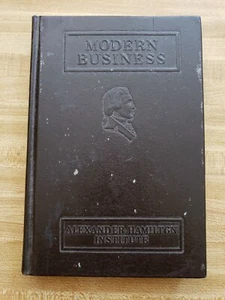 MODERN
BUSINESS
ALEXANDER HAMILTON
INSTITUTE